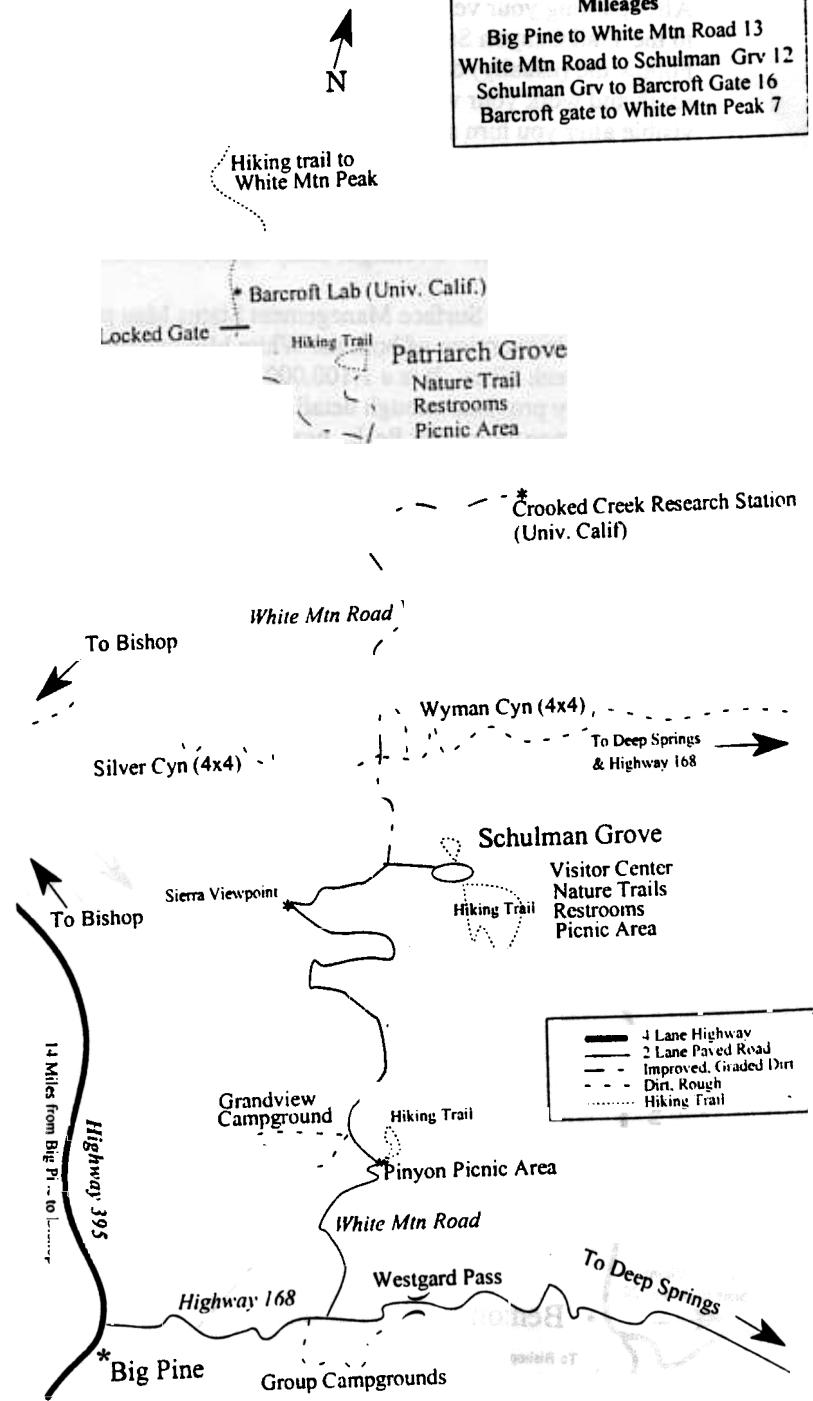 Mileages
Big Pine to White Mtn Road 13
White Mtn Road to Schulman Grv 12
Schulman Grv to Barcroft Gate 16
Barcroft gate to White Mtn Peak 7
N
Hiking trail to
White Mtn Peak
Barcroft Lab (Univ. Calif.)
Locked Gate
Hiking Trail
Patriarch Grove
Nature Trail
Restrooms
Picnic Area
Crooked Creek Research Station
(Univ. Calif)
White Mtn Road
To Bishop
Wyman Cyn (4x4)
To Deep Springs
& Highway 168
Silver Cyn (4x4)
Schulman Grove
Visitor Center
Nature Trails
Restrooms
Picnic Area
Hiking Trail
Sierra Viewpoint
To Bishop
4 Lane Highway
2 Lane Paved Road
Improved, Graded Dirt
Dirt, Rough
Hiking Trail
14 Miles from Big to
Highway 395
Grandview
Campground
Hiking Trail
Pinyon Picnic Area
White Mtn Road
Westgard Pass
To Deep Springs
Highway 168
Big Pine
Group Campgrounds